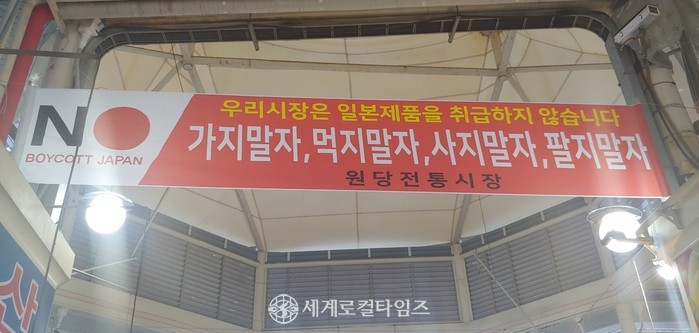 NO
BOYCOTT JAPAN
우리시장은 일본제품을 취급하지 않습니다
가지말자,먹지말자,사지말자,팔지말자
원당전통시장
산
세계로컬타임즈